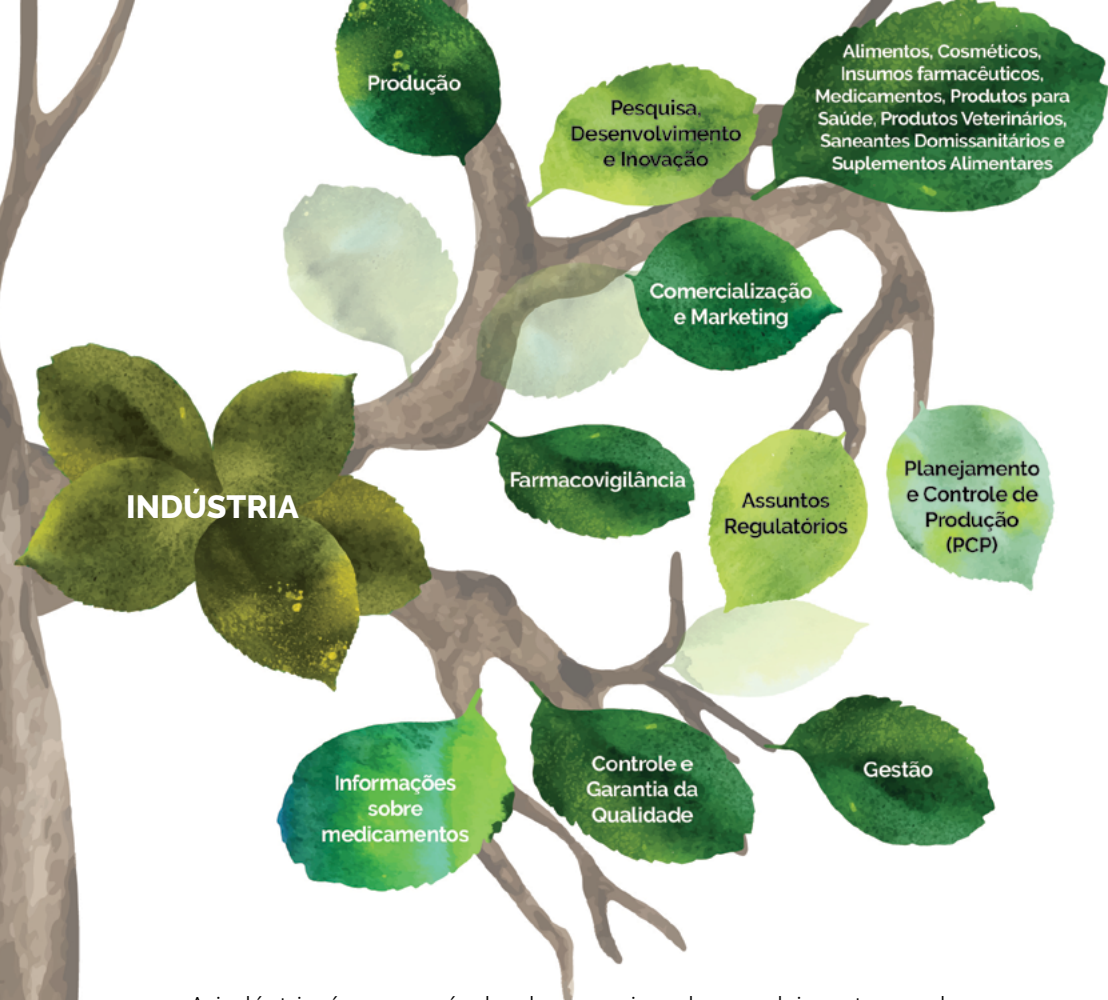 Produção
Pesquisa,
Desenvolvimento
e Inovação
Alimentos, Cosméticos,
Insumos farmacêuticos,
Medicamentos, Produtos para
Saúde, Produtos Veterinários,
Saneantes Domissanitários e
Suplementos Alimentares
Comercialização
e Marketing
INDÚSTRIA
Farmacovigilância
Assuntos
Regulatórios
Planejamento
e Controle de
Produção
(PCP)
Informações
sobre
medicamentos
Controle e
Garantia da
Qualidade
Gestão